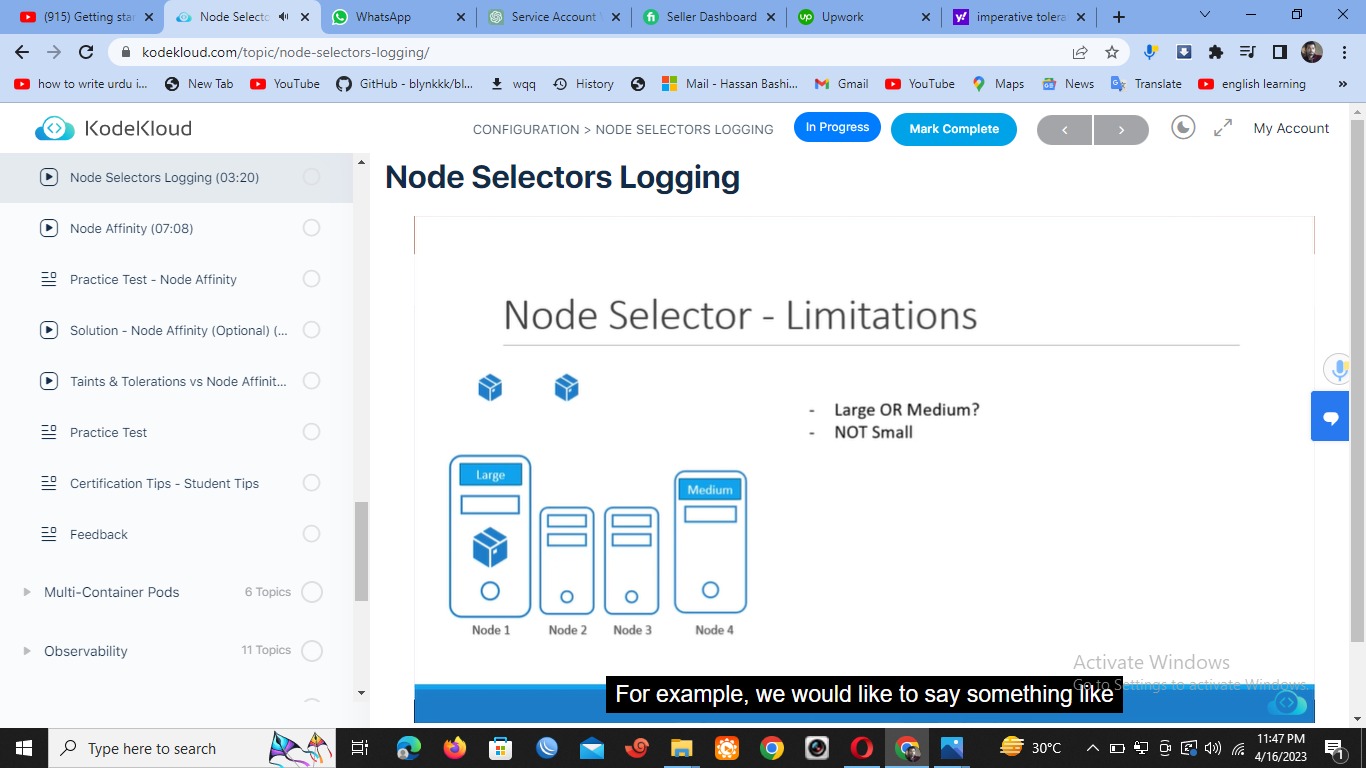 (915) Getting star
Node Selecto
WhatsApp
Service Account
Seller Dashboard
Upwork
imperative tolera
kodekloud.com/topic/node-selectors-logging/
how to write urdu i...
New Tab
YouTube
GitHub - blynkkk/bl...
wqq
History
Mail - Hassan Bashi...
Gmail
YouTube
Maps
News
Translate
english learning
»
KodeKloud
CONFIGURATION > NODE SELECTORS LOGGING
In Progress
Mark Complete
<
>
My Account
Node Selectors Logging (03:20)
Node Affinity (07:08)
Practice Test - Node Affinity
Solution - Node Affinity (Optional) (...
Taints & Tolerations vs Node Affinit...
Practice Test
Certification Tips - Student Tips
Feedback
Multi-Container Pods
6 Topics
Observability
11 Topics
Node Selectors Logging
Node Selector - Limitations
- Large OR Medium?
- NOT Small
Large
Medium
Node 1
Node 2
Node 3
Node 4
Activate Windows
Go to Settings to activate Windows.
For example, we would like to say something like
Type here to search
30°C
11:47 PM
4/16/2023
1